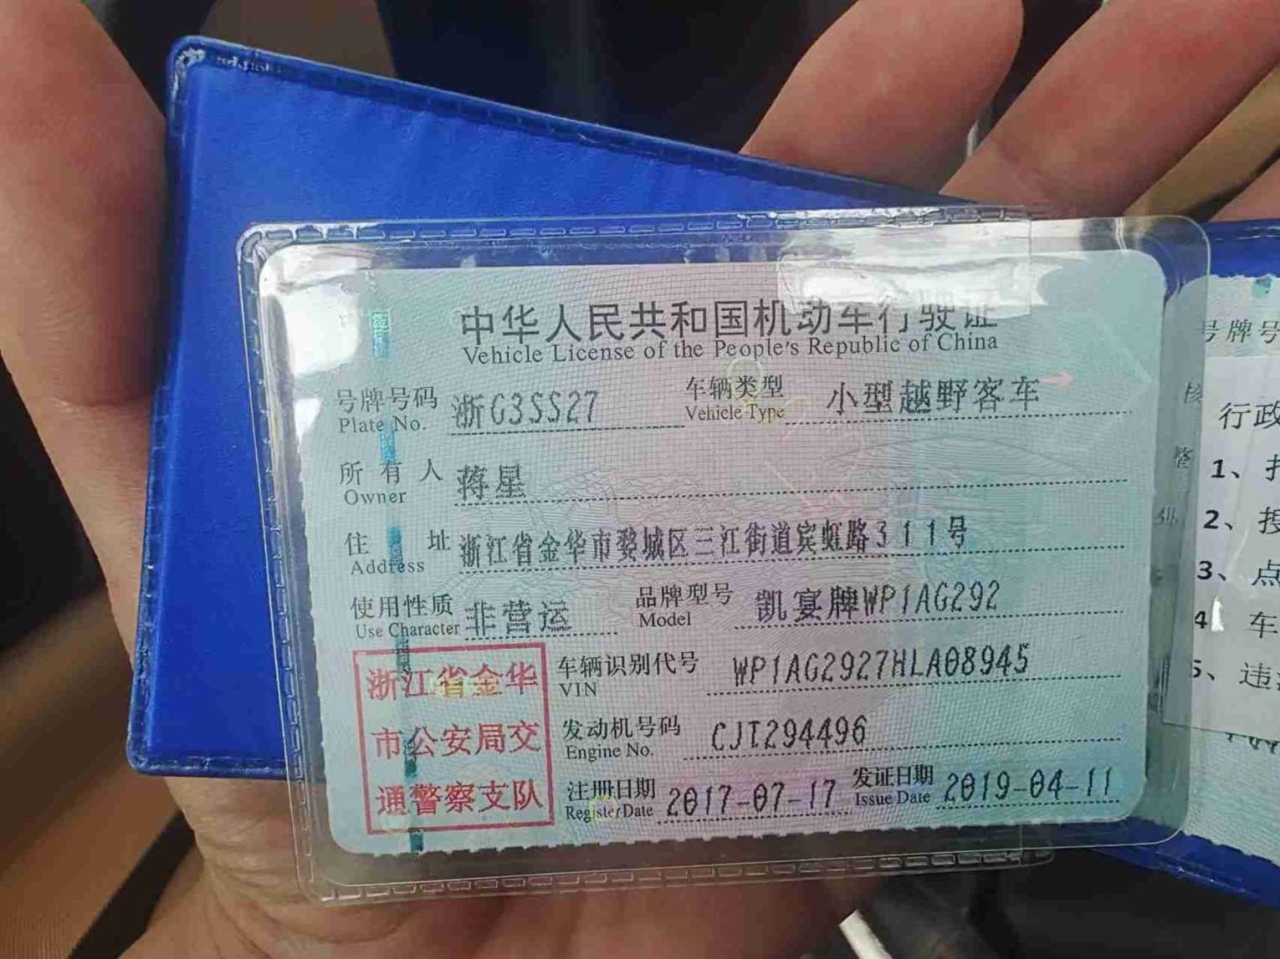 中华人民共和国机动车行驶证
Vehicle License of the People's Republic of China
号牌号码 浙G3SS27 车辆类型 小型越野客车
Plate No. Vehicle Type
所有人 蒋星
Owner
住址 浙江省金华市婺城区三江街道宾虹路311号
Address
使用性质 非营运 品牌型号 凯宴牌WP1AG292
Use Character Model
车辆识别代号 WP1AG2927HLA08945
VIN
发动机号码 CJT294496
Engine No.
注册日期 2017-07-17 发证日期 2019-04-11
Register Date Issue Date
浙江省金华
市公安局交
通警察支队
号牌号
行政
1、
2、
3、点
4 车
5、违